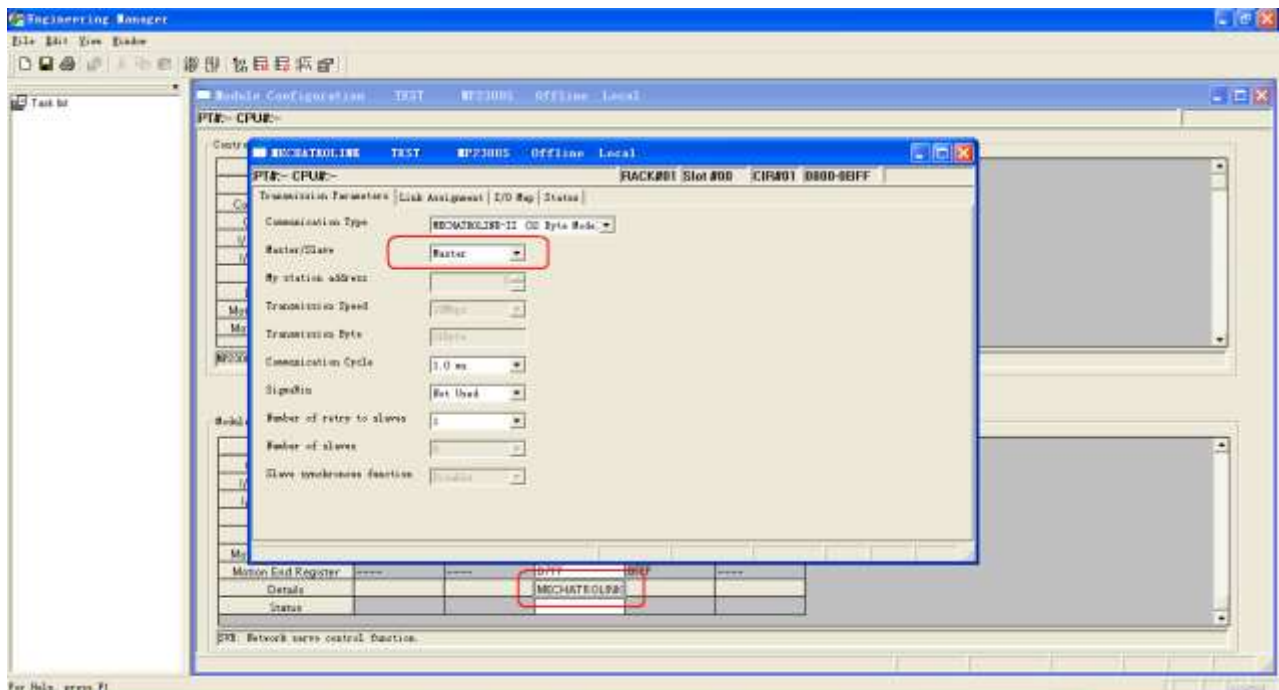 Engineering Manager
File Edit View Window
Task list
Module Configuration TEST MP2300S Offline Local
PT#:- CPU#:-
MECHATROLINK TEST MP2300S Offline Local
PT#:- CPU#:- RACK#01 Slot #00 CIR#01 0800-0BFF
Transmission Parameters Link Assignment I/O Map Status
Communication Type MECHATROLINK-II (32 Byte Mode)
Master/Slave Master
My station address
Transmission Speed 10Mbps
Transmission Byte
Communication Cycle 1.0 ms
SigmaWin Not Used
Number of retry to slaves 1
Number of slaves
Slave synchronous function Disable
Motion End Register ---- ---- ----
Details MECHATROLINK
Status
SVB: Network servo control function.
For Help, press F1